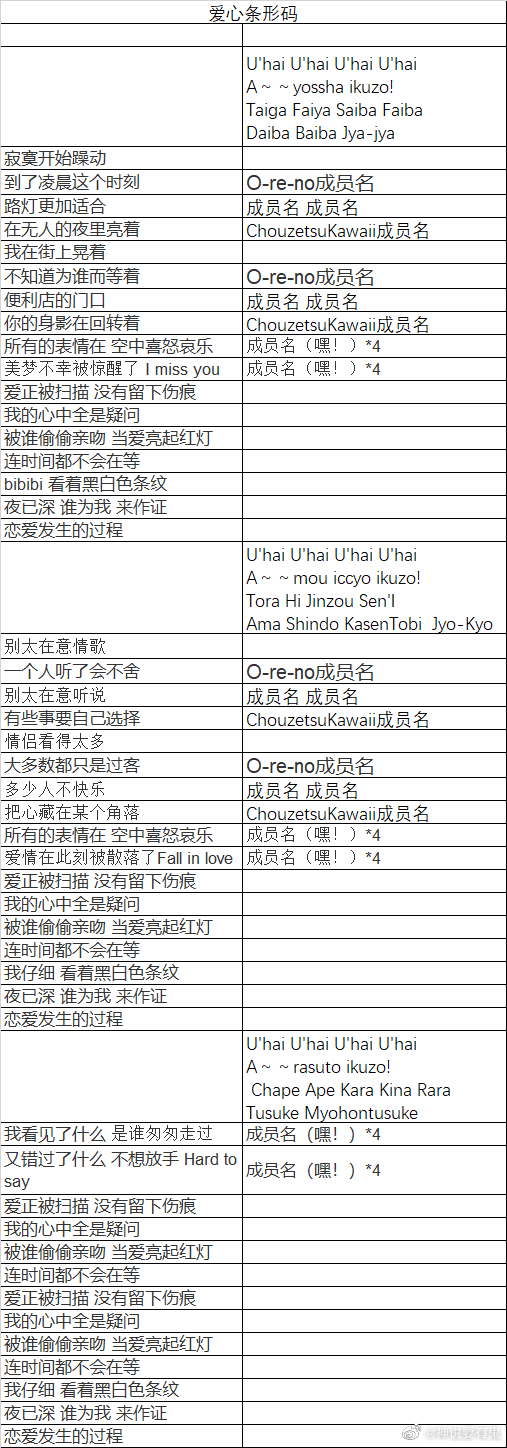 爱心条形码
U'hai U'hai U'hai U'hai
A~ ~yossha ikuzo!
Taiga Faiya Saiba Faiba
Daiba Baiba Jya-jya
寂寞开始躁动
到了凌晨这个时刻 O-re-no成员名
路灯更加适合 成员名 成员名
在无人的夜里亮着 ChouzetsuKawaii成员名
我在街上晃着
不知道为谁而等着 O-re-no成员名
便利店的门口 成员名 成员名
你的身影在回转着 ChouzetsuKawaii成员名
所有的表情在 空中喜怒哀乐 成员名（嘿！）*4
美梦不幸被惊醒了 I miss you 成员名（嘿！）*4
爱正被扫描 没有留下伤痕
我的心中全是疑问
被谁偷偷亲吻 当爱亮起红灯
连时间都不会在等
bibibi 看着黑白色条纹
夜已深 谁为我 来作证
恋爱发生的过程
U'hai U'hai U'hai U'hai
A~ ~mou iccyo ikuzo!
Tora Hi Jinzou Sen'I
Ama Shindo KasenTobi Jyo-Kyo
别太在意情歌
一个人听了会不舍 O-re-no成员名
别太在意听说 成员名 成员名
有些事要自己选择 ChouzetsuKawaii成员名
情侣看得太多
大多数都只是过客 O-re-no成员名
多少人不快乐 成员名 成员名
把心藏在某个角落 ChouzetsuKawaii成员名
所有的表情在 空中喜怒哀乐 成员名（嘿！）*4
爱情在此刻被散落了Fall in love 成员名（嘿！）*4
爱正被扫描 没有留下伤痕
我的心中全是疑问
被谁偷偷亲吻 当爱亮起红灯
连时间都不会在等
我仔细 看着黑白色条纹
夜已深 谁为我 来作证
恋爱发生的过程
U'hai U'hai U'hai U'hai
A~ ~rasuto ikuzo!
Chape Ape Kara Kina Rara
Tusuke Myohontusuke
我看见了什么 是谁匆匆走过 成员名（嘿！）*4
又错过了什么 不想放手 Hard to
say 成员名（嘿！）*4
爱正被扫描 没有留下伤痕
我的心中全是疑问
被谁偷偷亲吻 当爱亮起红灯
连时间都不会在等
爱正被扫描 没有留下伤痕
我的心中全是疑问
被谁偷偷亲吻 当爱亮起红灯
连时间都不会在等
我仔细 看着黑白色条纹
夜已深 谁为我 来作证
恋爱发生的过程